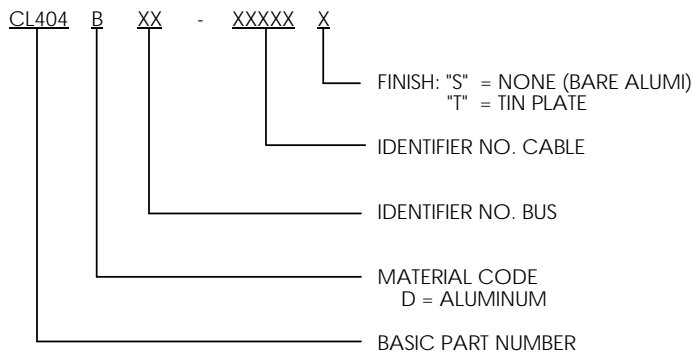 CL404 B XX - XXXXX X
FINISH: "S" = NONE (BARE ALUMI)
"T" = TIN PLATE
IDENTIFIER NO. CABLE
IDENTIFIER NO. BUS
MATERIAL CODE
D = ALUMINUM
BASIC PART NUMBER